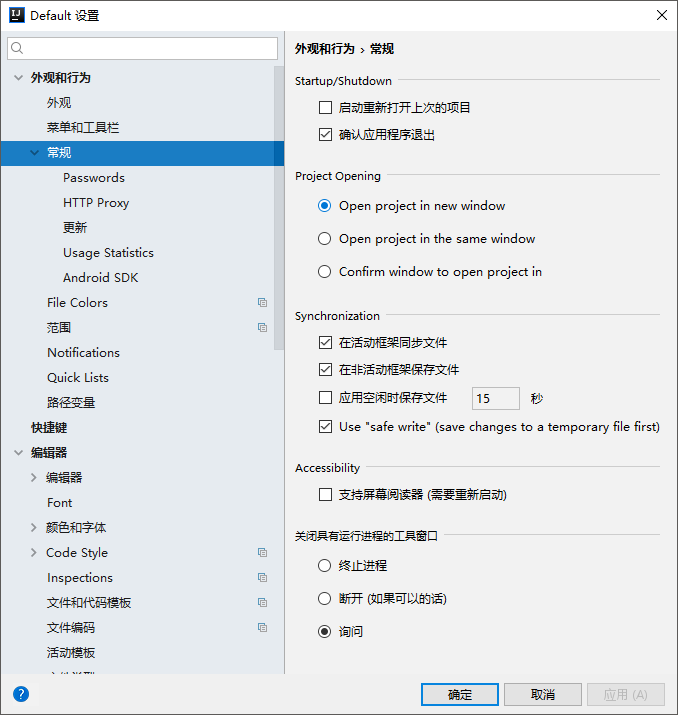 Default 设置
外观和行为
外观
菜单和工具栏
常规
Passwords
HTTP Proxy
更新
Usage Statistics
Android SDK
File Colors
范围
Notifications
Quick Lists
路径变量
快捷键
编辑器
编辑器
Font
颜色和字体
Code Style
Inspections
文件和代码模板
文件编码
活动模板
外观和行为 › 常规
Startup/Shutdown
启动重新打开上次的项目
确认应用程序退出
Project Opening
Open project in new window
Open project in the same window
Confirm window to open project in
Synchronization
在活动框架同步文件
在非活动框架保存文件
应用空闲时保存文件 15 秒
Use "safe write" (save changes to a temporary file first)
Accessibility
支持屏幕阅读器 (需要重新启动)
关闭具有运行进程的工具窗口
终止进程
断开 (如果可以的话)
询问
? 确定 取消 应用 (A)